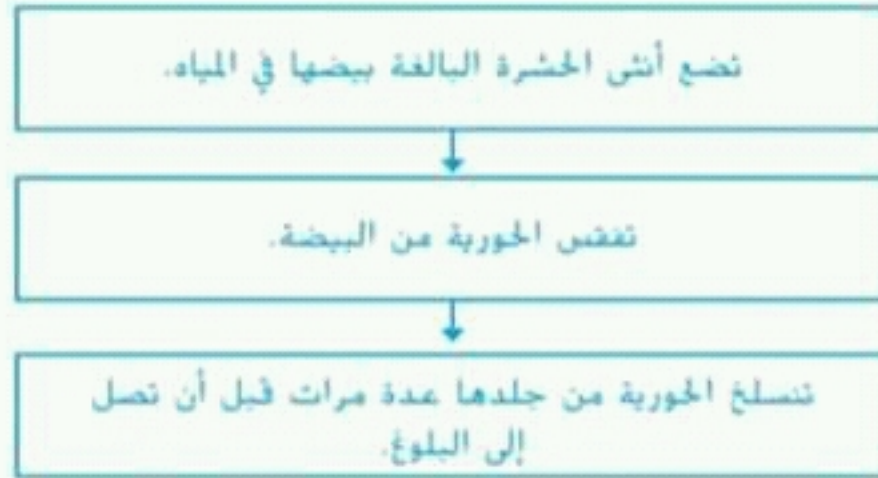 تضع أنثى الحشرة البالغة بيضها في المياه.
تفقس الحورية من البيضة.
تنسلخ الحورية من جلدها عدة مرات قبل أن تصل
إلى البلوغ.